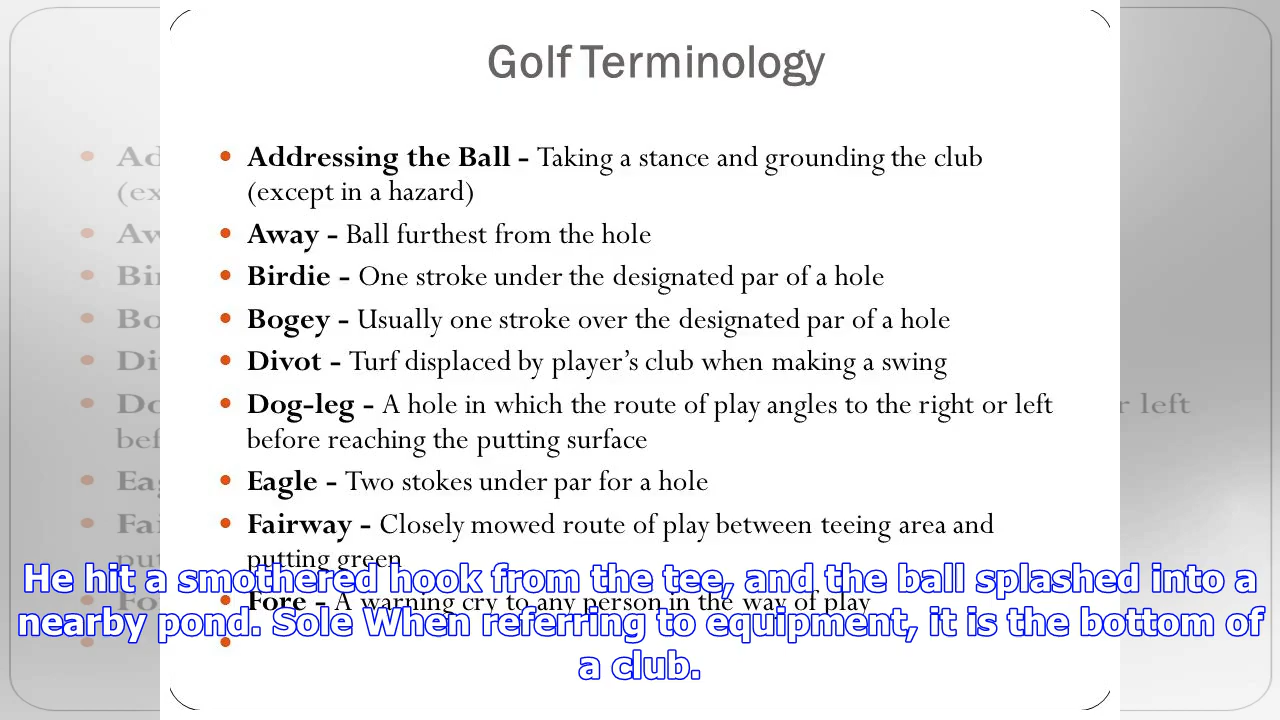 Golf Terminology
Addressing the Ball - Taking a stance and grounding the club
(except in a hazard)
Away - Ball furthest from the hole
Birdie - One stroke under the designated par of a hole
Bogey - Usually one stroke over the designated par of a hole
Divot - Turf displaced by player’s club when making a swing
Dog-leg - A hole in which the route of play angles to the right or left
before reaching the putting surface
Eagle - Two stokes under par for a hole
Fairway - Closely mowed route of play between teeing area and
putting green
Fore - A warning cry to any person in the way of play
He hit a smothered hook from the tee, and the ball splashed into a
nearby pond. Sole When referring to equipment, it is the bottom of
a club.